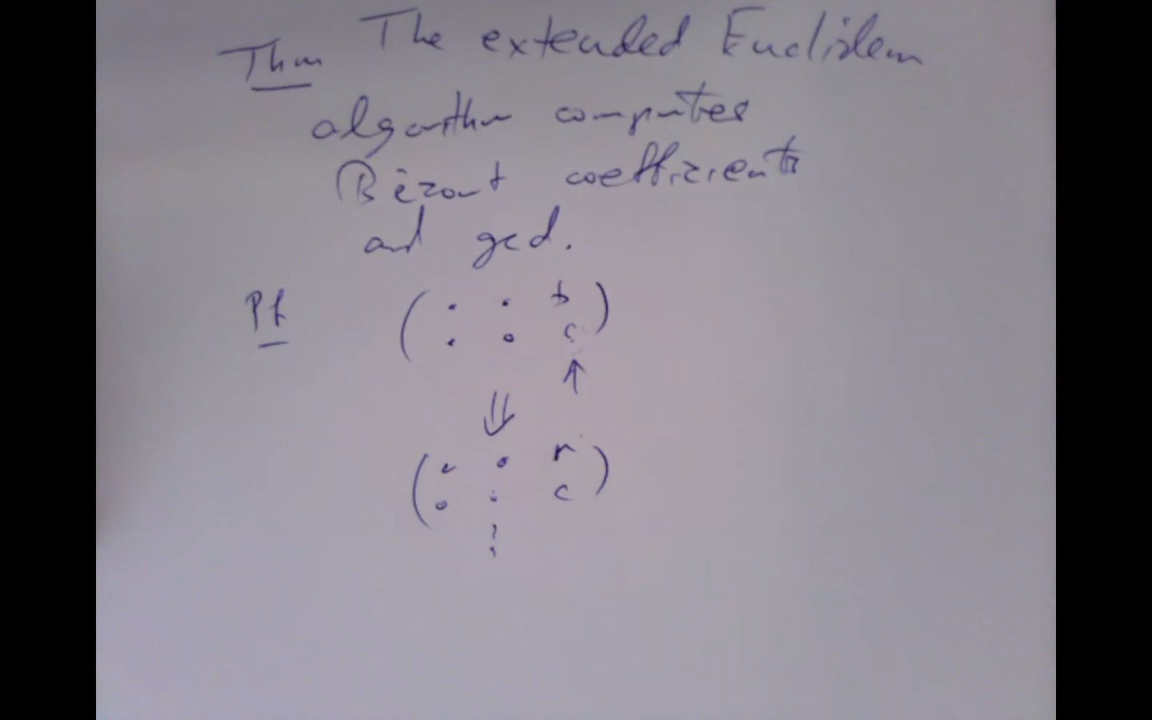 Thm The extended Euclidean
algorithm computes
Bézout coefficients
and gcd.
Pf ( . . b )
( . . c )
↑
⇓
( . . r )
( . . c )
⋮